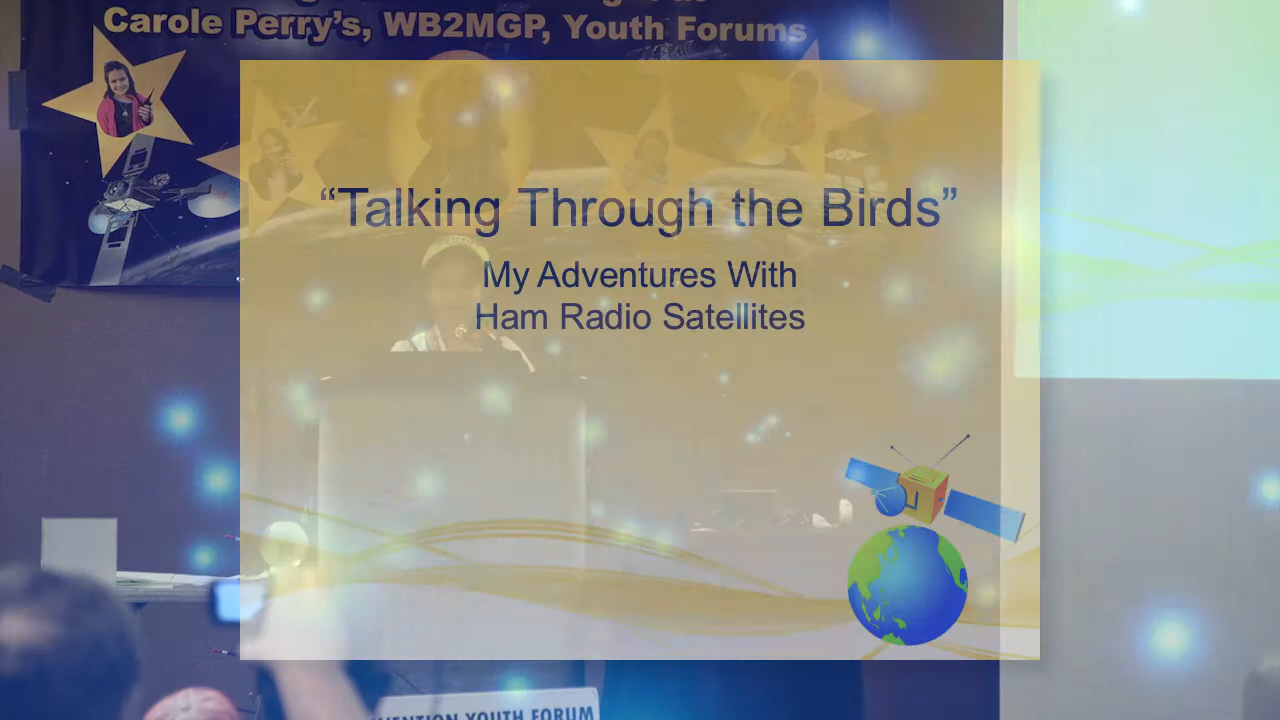 Carole Perry's, WB2MGP, Youth Forums
“Talking Through the Birds”
My Adventures With
Ham Radio Satellites
YOUTH FORUM